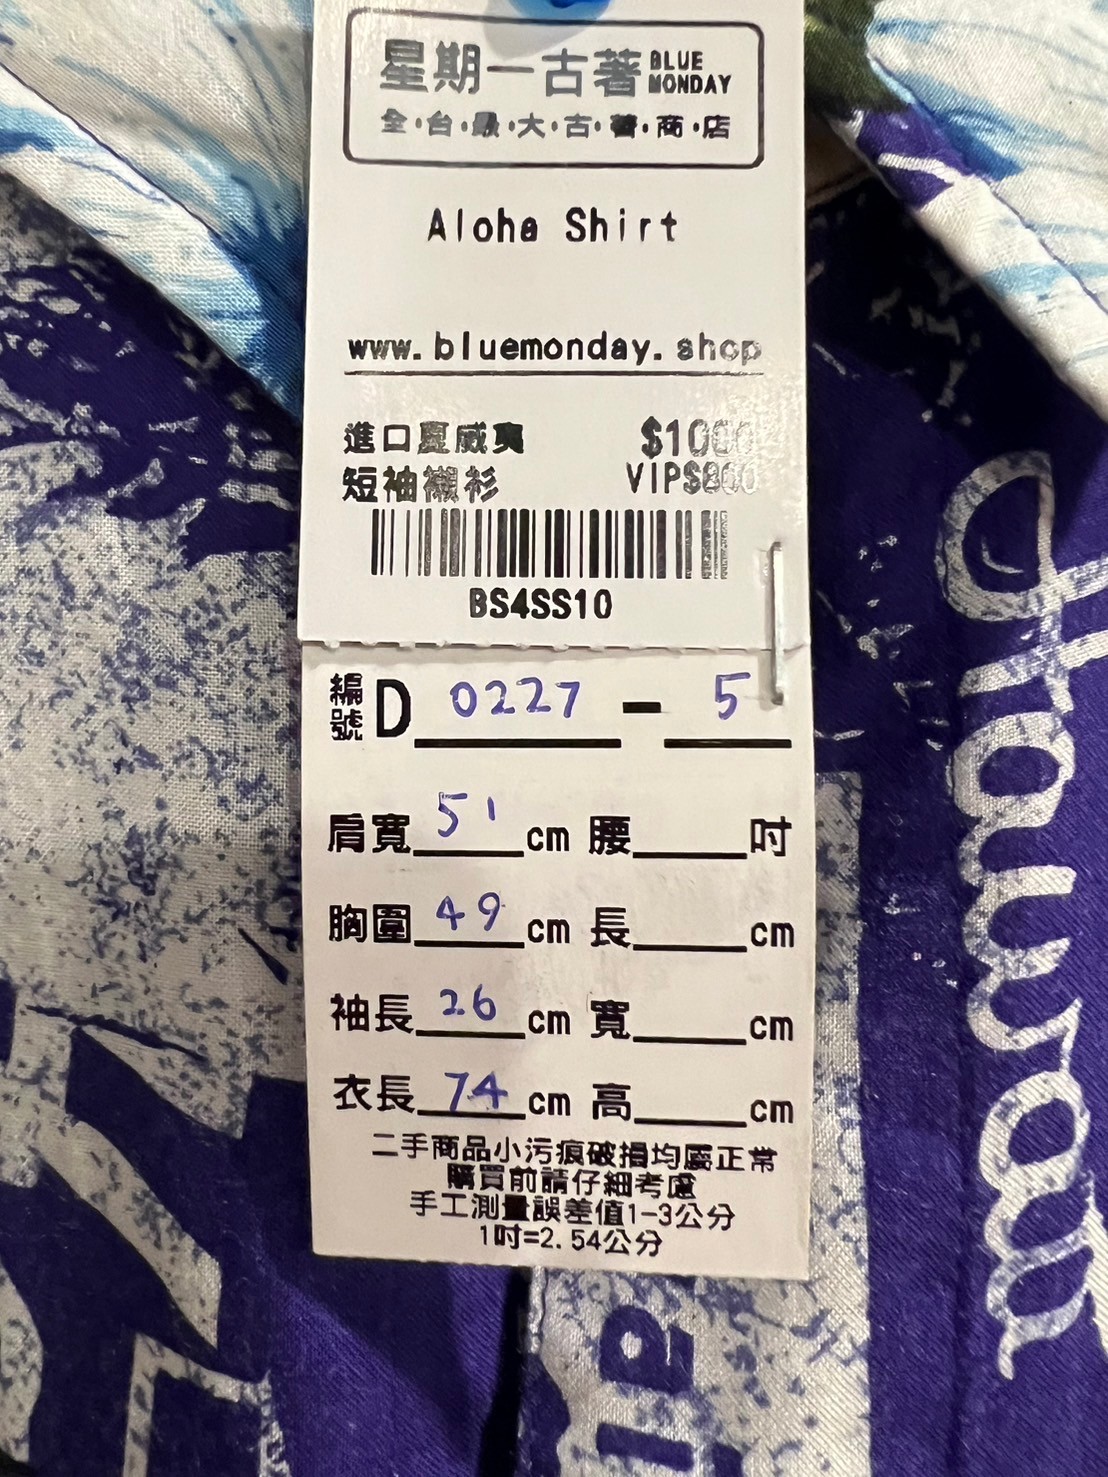 星期一古著 BLUE MONDAY
全·台·最·大·古·著·商·店
Aloha Shirt
www.bluemonday.shop
進口夏威夷 $1000
短袖襯衫 VIP$800
BS4SS10
編號 D 0227 - 5
肩寬 51 cm 腰 吋
胸圍 49 cm 長 cm
袖長 26 cm 寬 cm
衣長 74 cm 高 cm
二手商品小污痕破損均屬正常
購買前請仔細考慮
手工測量誤差值1-3公分
1吋=2.54公分
Hawaii